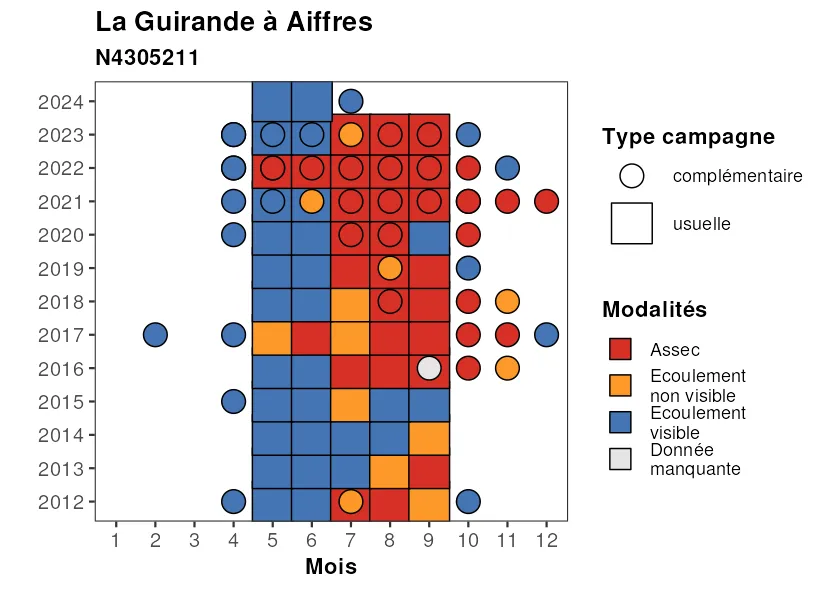 La Guirande à Aiffres
N4305211
2024
2023
2022
2021
2020
2019
2018
2017
2016
2015
2014
2013
2012
1 2 3 4 5 6 7 8 9 10 11 12
Mois
Type campagne
complémentaire
usuelle
Modalités
Assec
Ecoulement
non visible
Ecoulement
visible
Donnée
manquante